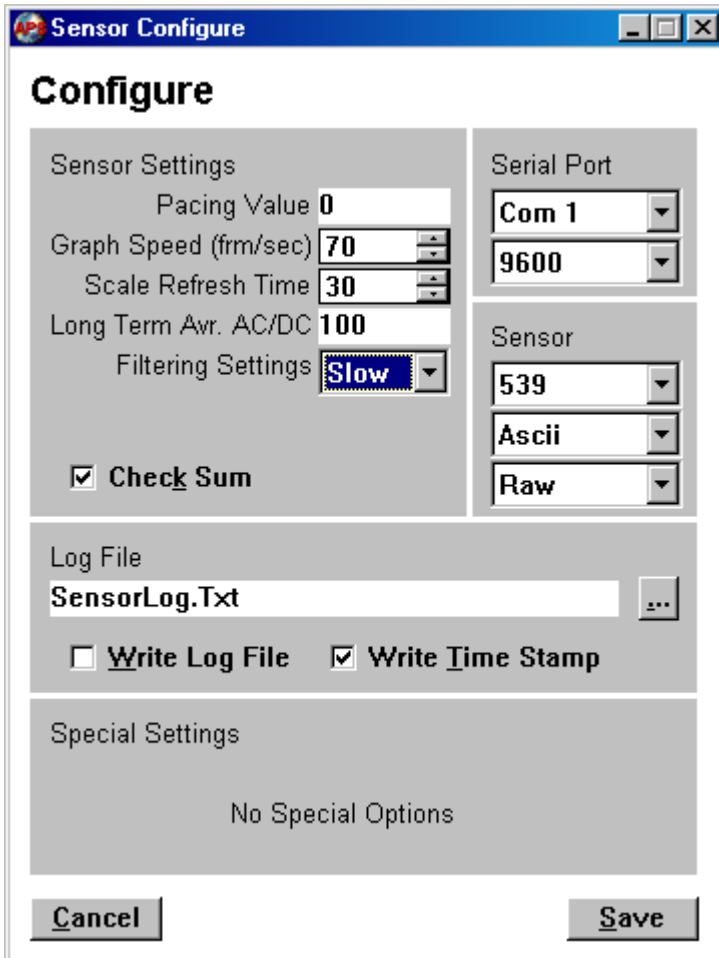 APS Sensor Configure
Configure
Sensor Settings
Pacing Value 0
Graph Speed (frm/sec) 70
Scale Refresh Time 30
Long Term Avr. AC/DC 100
Filtering Settings Slow
Check Sum
Serial Port
Com 1
9600
Sensor
539
Ascii
Raw
Log File
SensorLog.Txt
...
Write Log File Write Time Stamp
Special Settings
No Special Options
Cancel Save